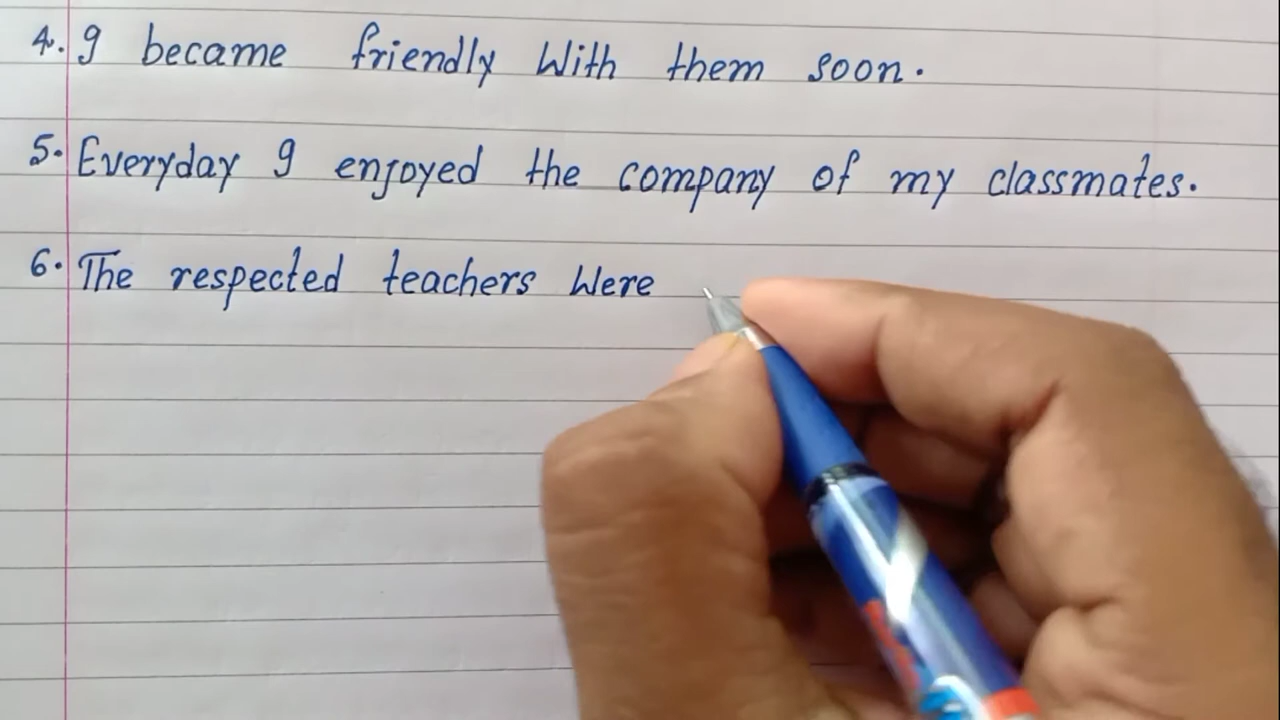 4. I became friendly With them soon.
5. Everyday I enjoyed the company of my classmates.
6. The respected teachers Were